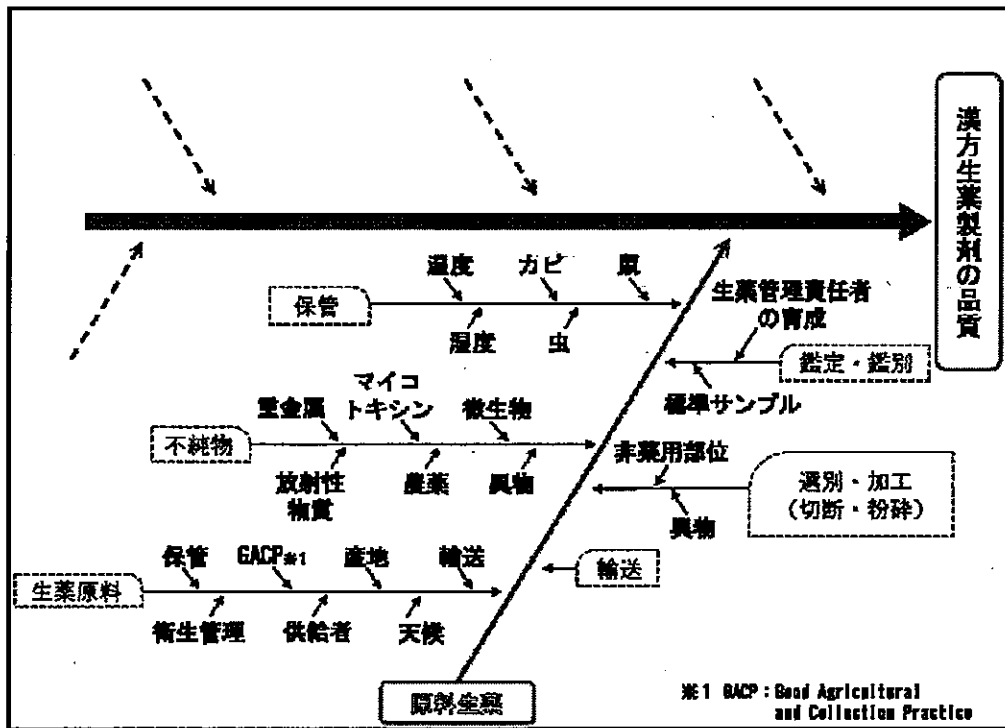 漢方生薬製剤の品質
温度
カビ
鼠
保管
湿度
虫
生薬管理責任者
の育成
鑑定・鑑別
標準サンプル
重金属
マイコ
トキシン
微生物
不純物
放射性
物質
農薬
異物
非薬用部位
選別・加工
（切断・粉砕）
異物
輸送
保管
GACP※1
産地
輸送
生薬原料
衛生管理
供給者
天候
原料生薬
※1 GACP：Good Agricultural
and Collection Practice